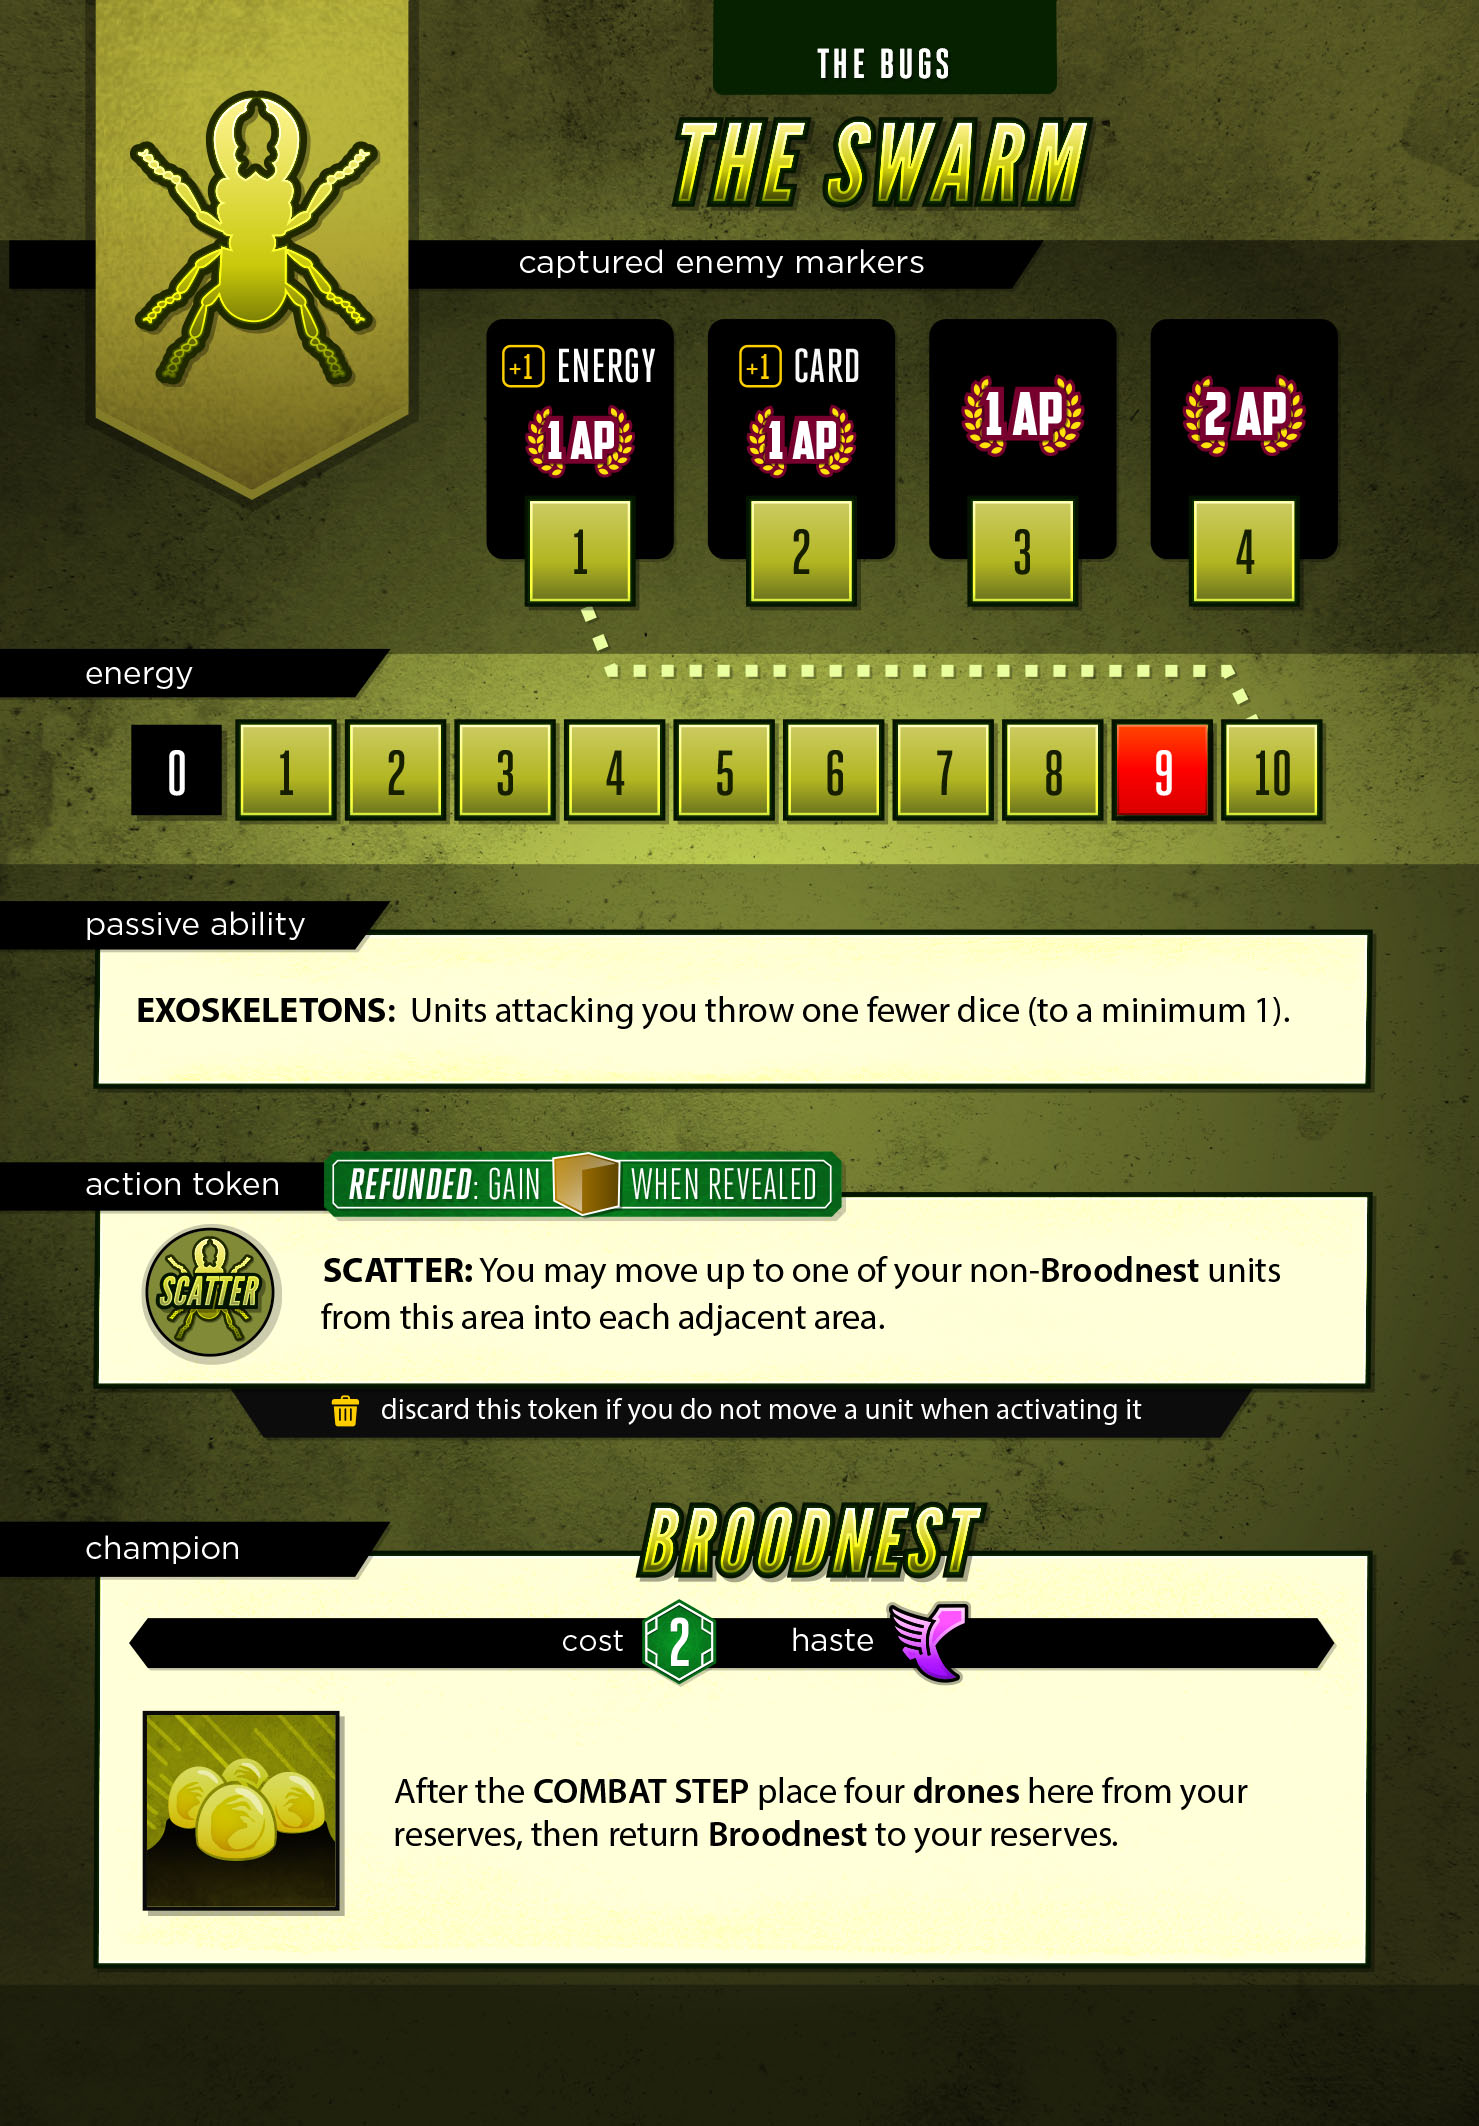 THE BUGS
THE SWARM
captured enemy markers
+1 ENERGY
1 AP
1
+1 CARD
1 AP
2
1 AP
3
2 AP
4
energy
0 1 2 3 4 5 6 7 8 9 10
passive ability
EXOSKELETONS: Units attacking you throw one fewer dice (to a minimum 1).
action token
REFUNDED: GAIN WHEN REVEALED
SCATTER
SCATTER: You may move up to one of your non-Broodnest units
from this area into each adjacent area.
discard this token if you do not move a unit when activating it
champion
BROODNEST
cost 2 haste
After the COMBAT STEP place four drones here from your
reserves, then return Broodnest to your reserves.